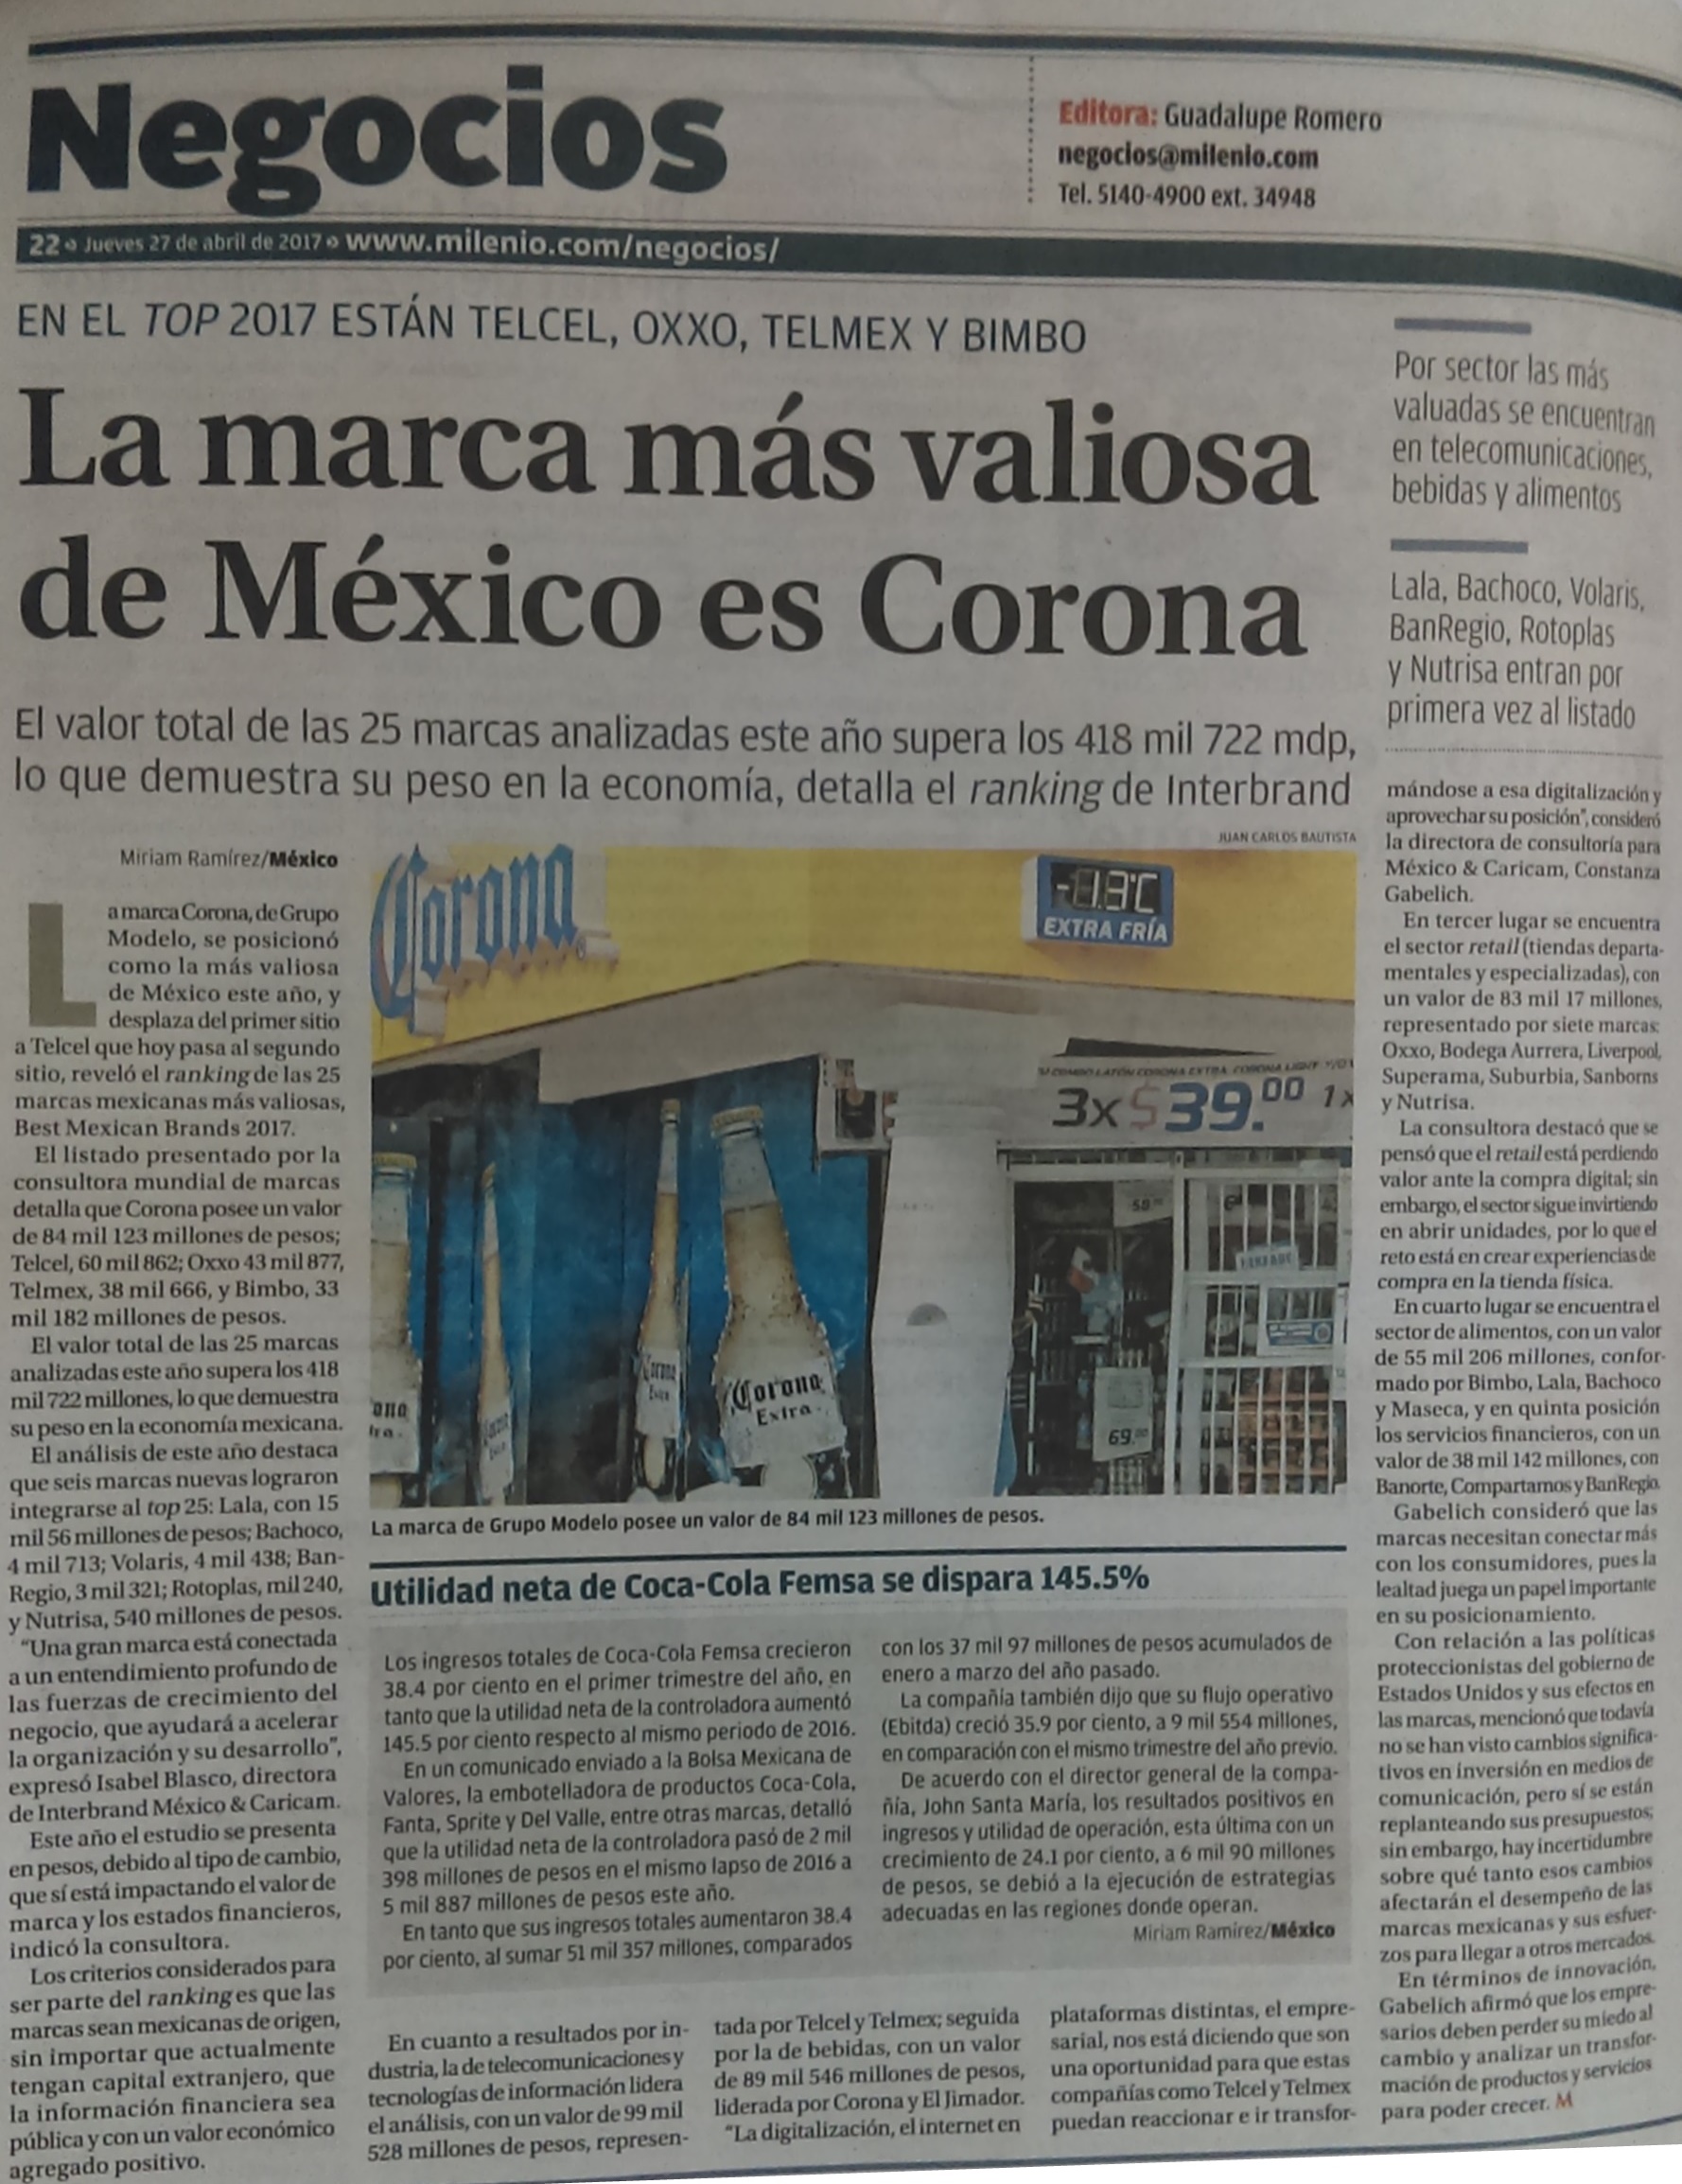 Negocios
Editora: Guadalupe Romero
negocios@milenio.com
Tel. 5140-4900 ext. 34948
22 Jueves 27 de abril de 2017 www.milenio.com/negocios/
EN EL TOP 2017 ESTÁN TELCEL, OXXO, TELMEX Y BIMBO
La marca más valiosa
de México es Corona
El valor total de las 25 marcas analizadas este año supera los 418 mil 722 mdp,
lo que demuestra su peso en la economía, detalla el ranking de Interbrand
Por sector las más
valuadas se encuentran
en telecomunicaciones,
bebidas y alimentos
Lala, Bachoco, Volaris,
BanRegio, Rotoplas
y Nutrisa entran por
primera vez al listado
Miriam Ramírez/México
La marca Corona, de Grupo
Modelo, se posicionó
como la más valiosa
de México este año, y
desplaza del primer sitio
a Telcel que hoy pasa al segundo
sitio, reveló el ranking de las 25
marcas mexicanas más valiosas,
Best Mexican Brands 2017.
El listado presentado por la
consultora mundial de marcas
detalla que Corona posee un valor
de 84 mil 123 millones de pesos;
Telcel, 60 mil 862; Oxxo 43 mil 877,
Telmex, 38 mil 666, y Bimbo, 33
mil 182 millones de pesos.
El valor total de las 25 marcas
analizadas este año supera los 418
mil 722 millones, lo que demuestra
su peso en la economía mexicana.
El análisis de este año destaca
que seis marcas nuevas lograron
integrarse al top 25: Lala, con 15
mil 56 millones de pesos; Bachoco,
4 mil 713; Volaris, 4 mil 438; Ban-
Regio, 3 mil 321; Rotoplas, mil 240,
y Nutrisa, 540 millones de pesos.
"Una gran marca está conectada
a un entendimiento profundo de
las fuerzas de crecimiento del
negocio, que ayudará a acelerar
la organización y su desarrollo",
expresó Isabel Blasco, directora
de Interbrand México & Caricam.
Este año el estudio se presenta
en pesos, debido al tipo de cambio,
que sí está impactando el valor de
marca y los estados financieros,
indicó la consultora.
Los criterios considerados para
ser parte del ranking es que las
marcas sean mexicanas de origen,
sin importar que actualmente
tengan capital extranjero, que
la información financiera sea
pública y con un valor económico
agregado positivo.
JUAN CARLOS BAUTISTA
Corona
-1.9°C
EXTRA FRÍA
3x$39.00 1x
Corona
Extra
69.00
La marca de Grupo Modelo posee un valor de 84 mil 123 millones de pesos.
Utilidad neta de Coca-Cola Femsa se dispara 145.5%
Los ingresos totales de Coca-Cola Femsa crecieron
38.4 por ciento en el primer trimestre del año, en
tanto que la utilidad neta de la controladora aumentó
145.5 por ciento respecto al mismo periodo de 2016.
En un comunicado enviado a la Bolsa Mexicana de
Valores, la embotelladora de productos Coca-Cola,
Fanta, Sprite y Del Valle, entre otras marcas, detalló
que la utilidad neta de la controladora pasó de 2 mil
398 millones de pesos en el mismo lapso de 2016 a
5 mil 887 millones de pesos este año.
En tanto que sus ingresos totales aumentaron 38.4
por ciento, al sumar 51 mil 357 millones, comparados
con los 37 mil 97 millones de pesos acumulados de
enero a marzo del año pasado.
La compañía también dijo que su flujo operativo
(Ebitda) creció 35.9 por ciento, a 9 mil 554 millones,
en comparación con el mismo trimestre del año previo.
De acuerdo con el director general de la compa-
ñía, John Santa María, los resultados positivos en
ingresos y utilidad de operación, esta última con un
crecimiento de 24.1 por ciento, a 6 mil 90 millones
de pesos, se debió a la ejecución de estrategias
adecuadas en las regiones donde operan.
Miriam Ramírez/México
En cuanto a resultados por in-
dustria, la de telecomunicaciones y
tecnologías de información lidera
el análisis, con un valor de 99 mil
528 millones de pesos, represen-
tada por Telcel y Telmex; seguida
por la de bebidas, con un valor
de 89 mil 546 millones de pesos,
liderada por Corona y El Jimador.
"La digitalización, el internet en
plataformas distintas, el empre-
sarial, nos está diciendo que son
una oportunidad para que estas
compañías como Telcel y Telmex
puedan reaccionar e ir transfor-
mándose a esa digitalización y
aprovechar su posición", consideró
la directora de consultoría para
México & Caricam, Constanza
Gabelich.
En tercer lugar se encuentra
el sector retail (tiendas departa-
mentales y especializadas), con
un valor de 83 mil 17 millones,
representado por siete marcas:
Oxxo, Bodega Aurrera, Liverpool,
Superama, Suburbia, Sanborns
y Nutrisa.
La consultora destacó que se
pensó que el retail está perdiendo
valor ante la compra digital; sin
embargo, el sector sigue invirtiendo
en abrir unidades, por lo que el
reto está en crear experiencias de
compra en la tienda física.
En cuarto lugar se encuentra el
sector de alimentos, con un valor
de 55 mil 206 millones, confor-
mado por Bimbo, Lala, Bachoco
y Maseca, y en quinta posición
los servicios financieros, con un
valor de 38 mil 142 millones, con
Banorte, Compartamos y BanRegio.
Gabelich consideró que las
marcas necesitan conectar más
con los consumidores, pues la
lealtad juega un papel importante
en su posicionamiento.
Con relación a las políticas
proteccionistas del gobierno de
Estados Unidos y sus efectos en
las marcas, mencionó que todavía
no se han visto cambios significa-
tivos en inversión en medios de
comunicación, pero sí se están
replanteando sus presupuestos;
sin embargo, hay incertidumbre
sobre qué tanto esos cambios
afectarán el desempeño de las
marcas mexicanas y sus esfuer-
zos para llegar a otros mercados.
En términos de innovación,
Gabelich afirmó que los empre-
sarios deben perder su miedo al
cambio y analizar un transfor-
mación de productos y servicios
para poder crecer. M